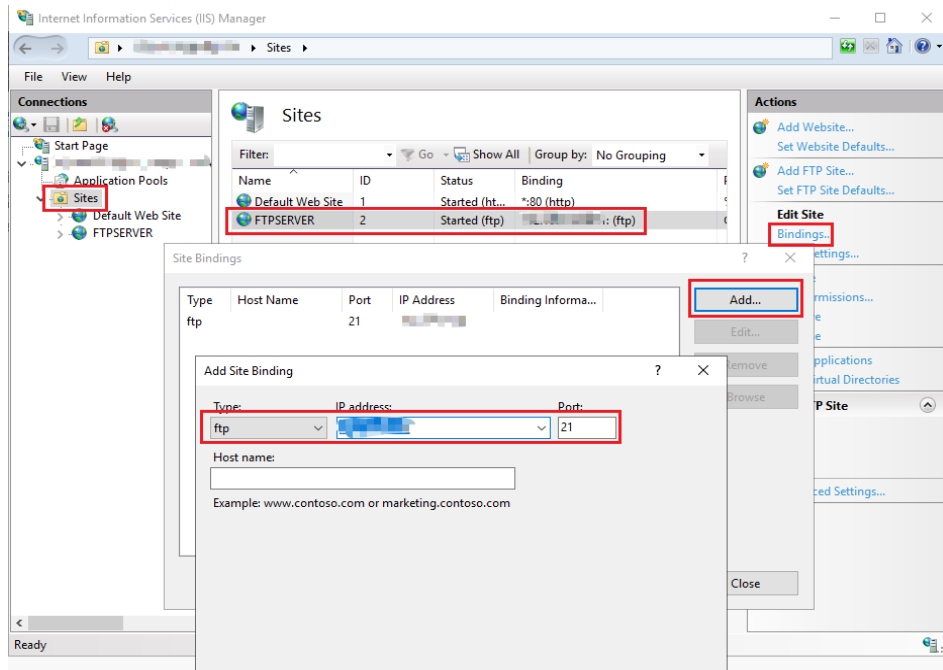 Internet Information Services (IIS) Manager
Sites
File View Help
Connections
Start Page
Application Pools
Sites
Default Web Site
FTPSERVER
Sites
Filter: Go Show All Group by: No Grouping
Name ID Status Binding
Default Web Site 1 Started (ht... *:80 (http)
FTPSERVER 2 Started (ftp) : (ftp)
Actions
Add Website...
Set Website Defaults...
Add FTP Site...
Set FTP Site Defaults...
Edit Site
Bindings...
ettings...
rmissions...
pplications
irtual Directories
TP Site
ced Settings...
Site Bindings ?
Type Host Name Port IP Address Binding Informa...
ftp 21
Add...
Edit...
emove
Browse
Close
Add Site Binding ?
Type: IP address: Port:
ftp 21
Host name:
Example: www.contoso.com or marketing.contoso.com
Ready